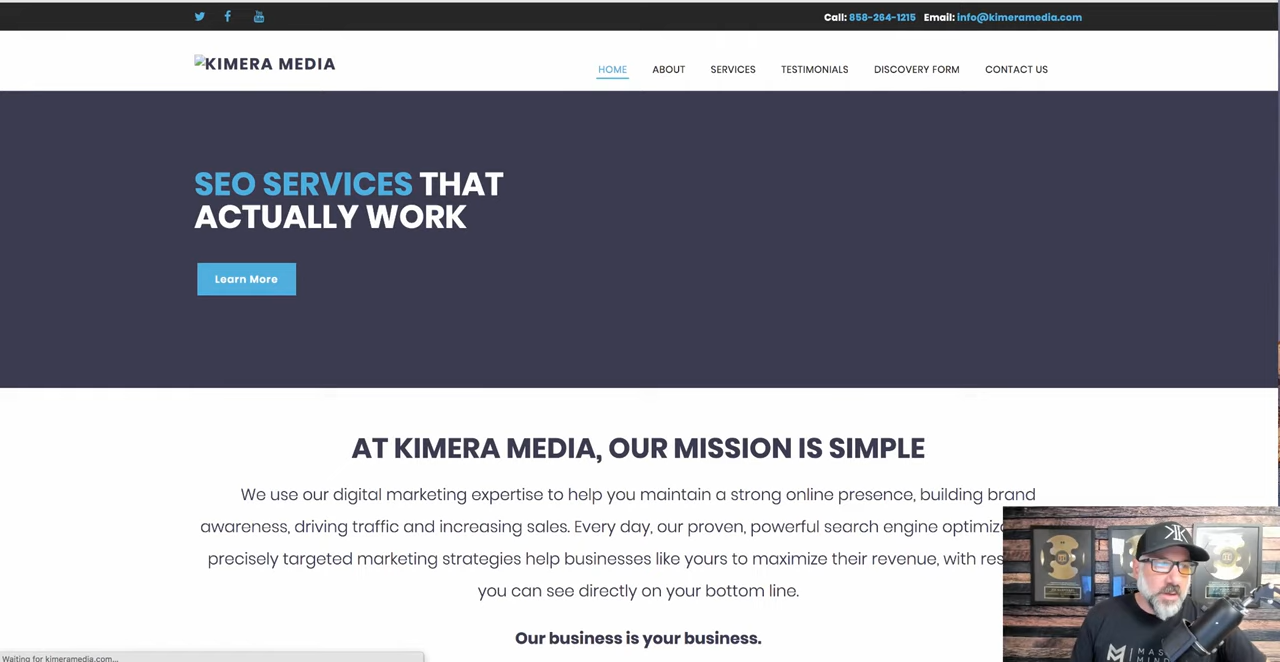 Call: 858-264-1215 Email: info@kimeramedia.com
KIMERA MEDIA
HOME ABOUT SERVICES TESTIMONIALS DISCOVERY FORM CONTACT US
SEO SERVICES THAT
ACTUALLY WORK
Learn More
AT KIMERA MEDIA, OUR MISSION IS SIMPLE
We use our digital marketing expertise to help you maintain a strong online presence, building brand
awareness, driving traffic and increasing sales. Every day, our proven, powerful search engine
precisely targeted marketing strategies help businesses like yours to maximize their revenue, with
you can see directly on your bottom line.
Our business is your business.
Waiting for kimeramedia.com...